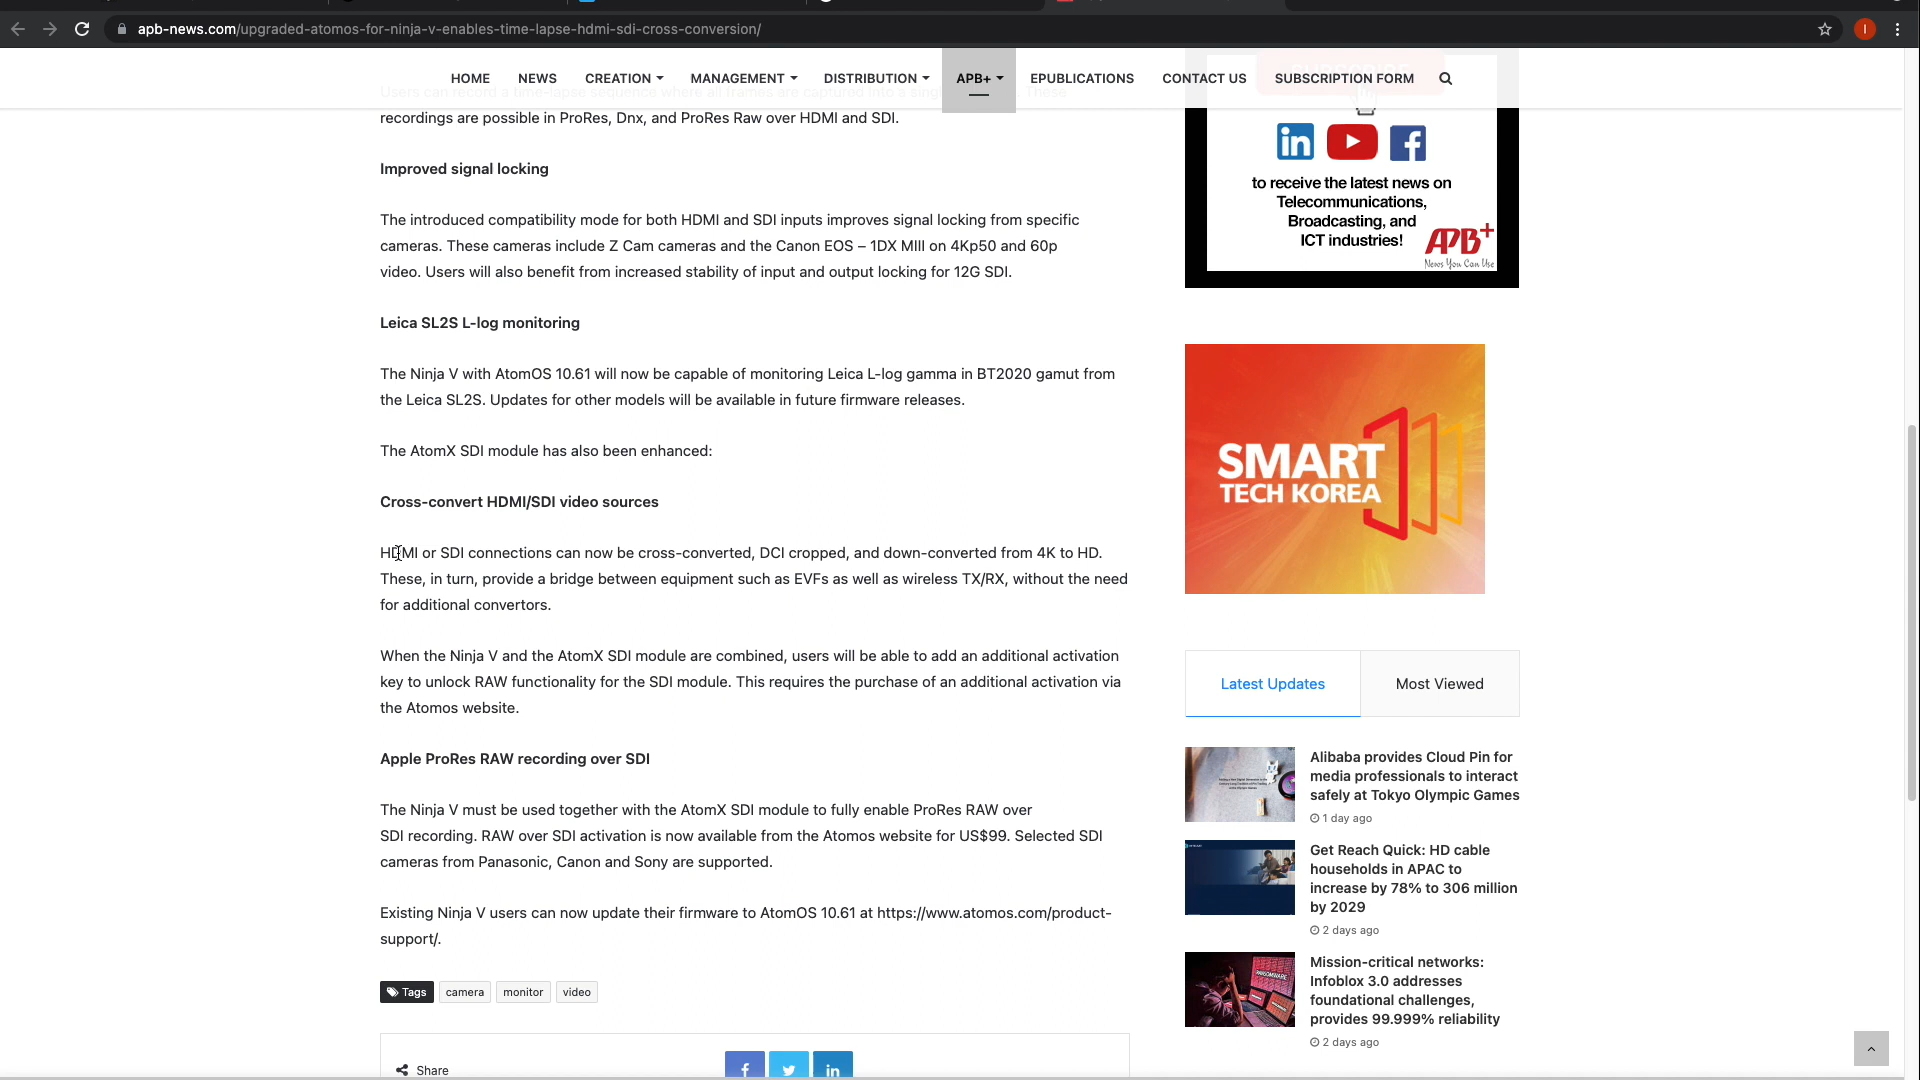 apb-news.com/upgraded-atomos-for-ninja-v-enables-time-lapse-hdmi-sdi-cross-conversion/
I
HOME NEWS CREATION MANAGEMENT DISTRIBUTION APB+ EPUBLICATIONS CONTACT US SUBSCRIPTION FORM
Users can record a time-lapse sequence where all frames are captured into a single These
recordings are possible in ProRes, Dnx, and ProRes Raw over HDMI and SDI.
Improved signal locking
The introduced compatibility mode for both HDMI and SDI inputs improves signal locking from specific
cameras. These cameras include Z Cam cameras and the Canon EOS – 1DX MIII on 4Kp50 and 60p
video. Users will also benefit from increased stability of input and output locking for 12G SDI.
Leica SL2S L-log monitoring
The Ninja V with AtomOS 10.61 will now be capable of monitoring Leica L-log gamma in BT2020 gamut from
the Leica SL2S. Updates for other models will be available in future firmware releases.
The AtomX SDI module has also been enhanced:
Cross-convert HDMI/SDI video sources
HDMI or SDI connections can now be cross-converted, DCI cropped, and down-converted from 4K to HD.
These, in turn, provide a bridge between equipment such as EVFs as well as wireless TX/RX, without the need
for additional convertors.
When the Ninja V and the AtomX SDI module are combined, users will be able to add an additional activation
key to unlock RAW functionality for the SDI module. This requires the purchase of an additional activation via
the Atomos website.
Apple ProRes RAW recording over SDI
The Ninja V must be used together with the AtomX SDI module to fully enable ProRes RAW over
SDI recording. RAW over SDI activation is now available from the Atomos website for US$99. Selected SDI
cameras from Panasonic, Canon and Sony are supported.
Existing Ninja V users can now update their firmware to AtomOS 10.61 at https://www.atomos.com/product-
support/.
Tags camera monitor video
Share
SUBSCRIBE
to receive the latest news on
Telecommunications,
Broadcasting, and
ICT industries!
APB+
News You Can Use
SMART
TECH KOREA
Latest Updates Most Viewed
Alibaba provides Cloud Pin for
media professionals to interact
safely at Tokyo Olympic Games
1 day ago
Get Reach Quick: HD cable
households in APAC to
increase by 78% to 306 million
by 2029
2 days ago
RANSOMWARE
Mission-critical networks:
Infoblox 3.0 addresses
foundational challenges,
provides 99.999% reliability
2 days ago